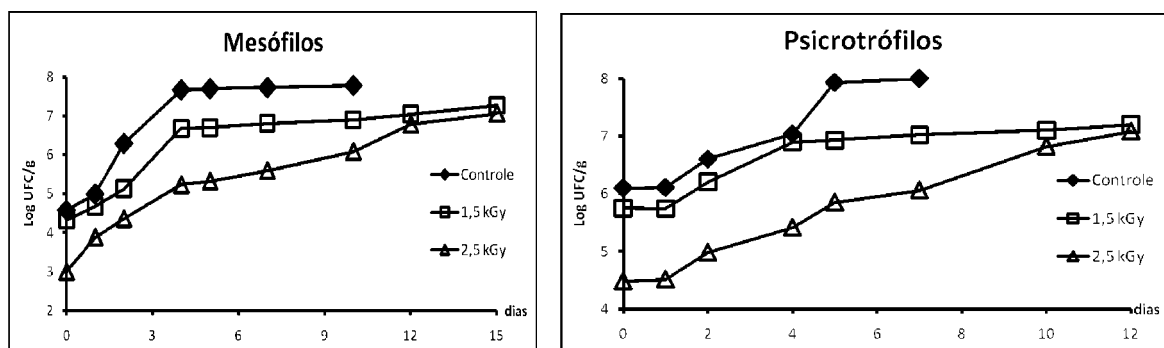 Mesófilos
Log UFC/g
8
7
6
5
4
3
2
0
3
6
9
12
15
dias
Controle
1,5 kGy
2,5 kGy
Psicrotrófilos
Log UFC/g
8
7
6
5
4
0
2
4
6
8
10
12
dias
Controle
1,5 kGy
2,5 kGy